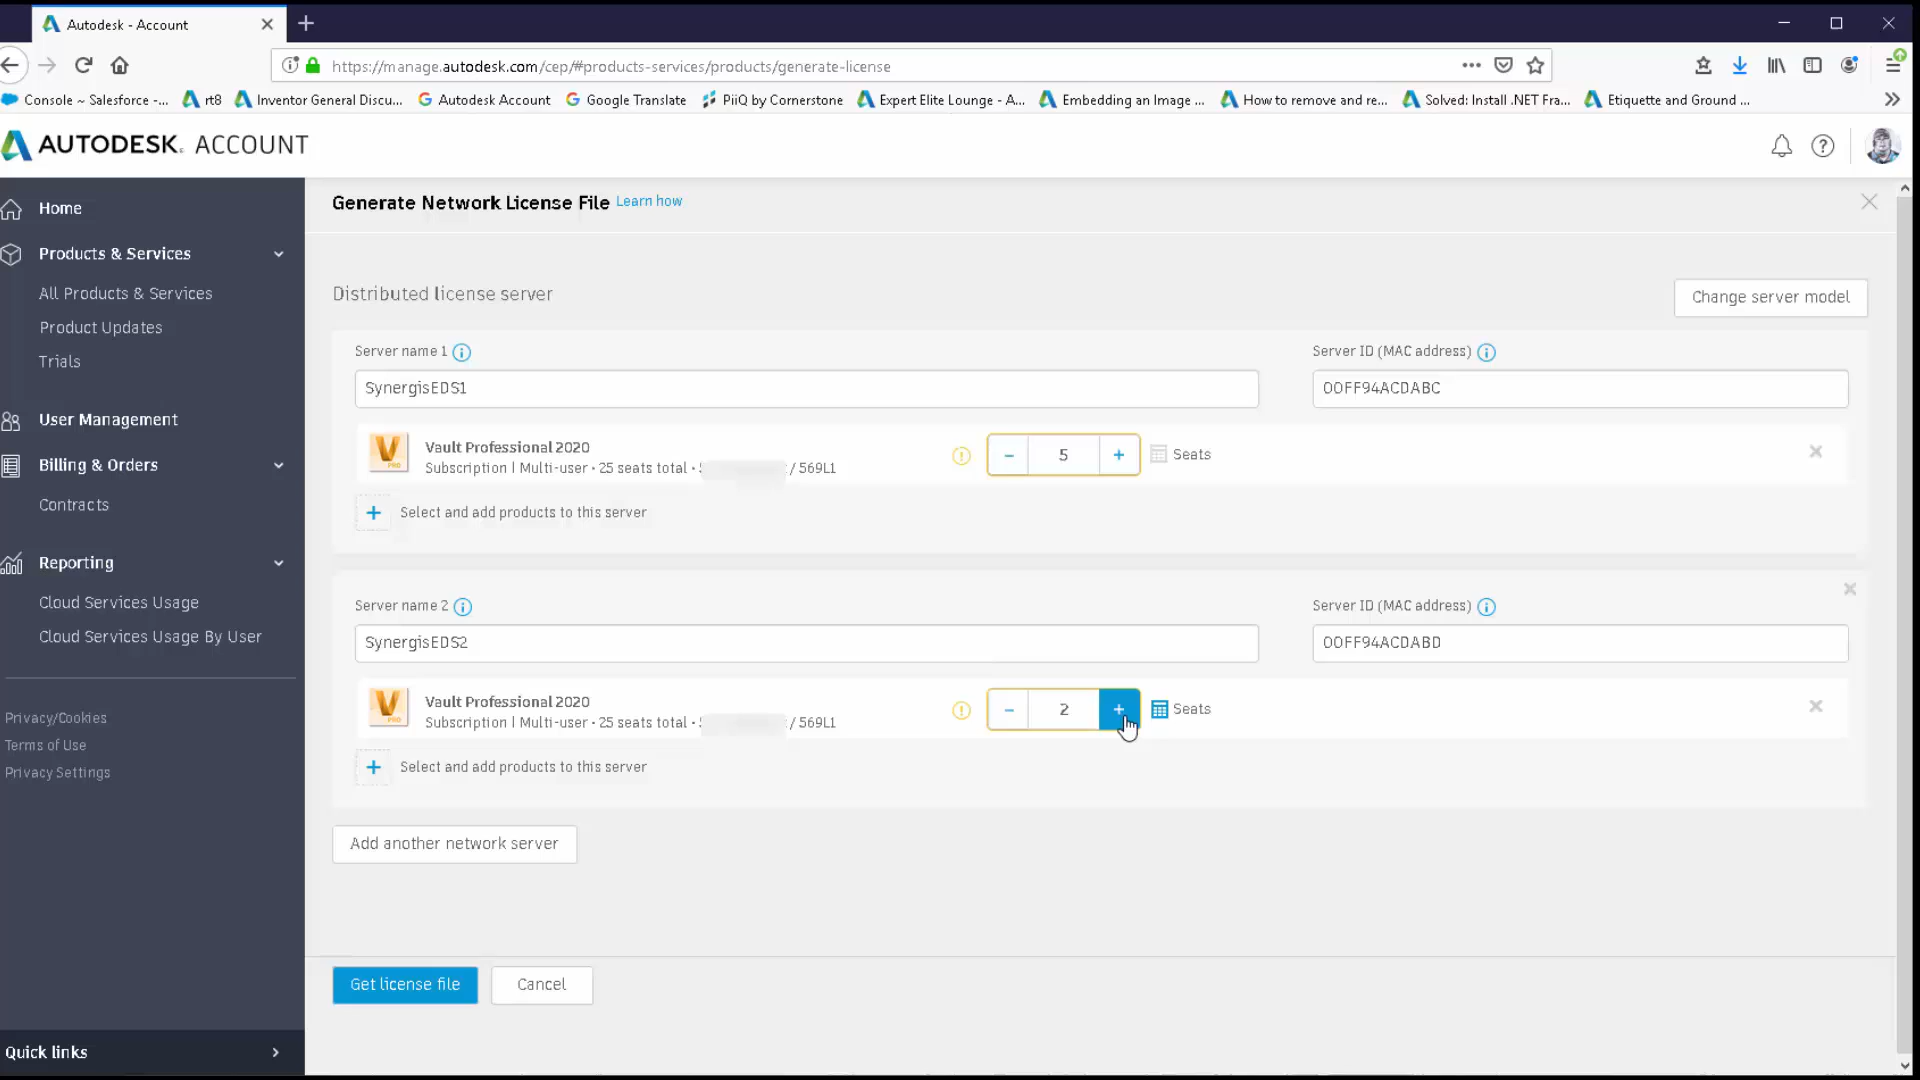 Autodesk - Account
https://manage.autodesk.com/cep/#products-services/products/generate-license
Console ~ Salesforce -...
rt8
Inventor General Discu...
Autodesk Account
Google Translate
PiiQ by Cornerstone
Expert Elite Lounge - A...
Embedding an Image ...
How to remove and re...
Solved: Install .NET Fra...
Etiquette and Ground ...
AUTODESK. ACCOUNT
Home
Products & Services
All Products & Services
Product Updates
Trials
User Management
Billing & Orders
Contracts
Reporting
Cloud Services Usage
Cloud Services Usage By User
Privacy/Cookies
Terms of Use
Privacy Settings
Quick links
Generate Network License File Learn how
Distributed license server
Change server model
Server name 1
Server ID (MAC address)
SynergisEDS1
00FF94ACDABC
Vault Professional 2020
Subscription | Multi-user • 25 seats total • / 569L1
5
Seats
Select and add products to this server
Server name 2
Server ID (MAC address)
SynergisEDS2
00FF94ACDABD
Vault Professional 2020
Subscription | Multi-user • 25 seats total • / 569L1
2
Seats
Select and add products to this server
Add another network server
Get license file
Cancel